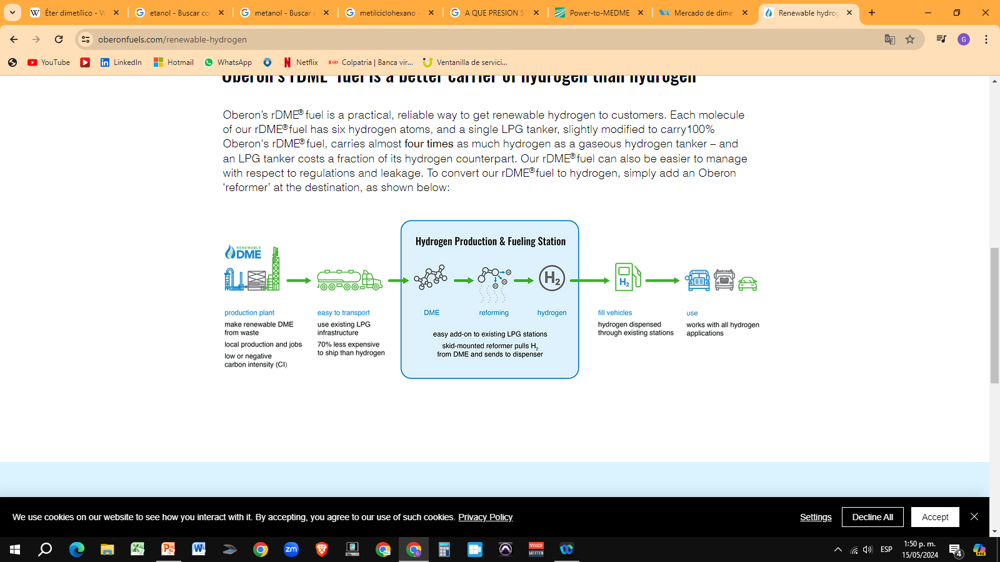 Éter dimetílico - W
etanol - Buscar co
metanol - Buscar c
metilciclohexano -
A QUE PRESION S
Power-to-MEDME
Mercado de dime
Renewable hydrog
oberonfuels.com/renewable-hydrogen
G
YouTube
LinkedIn
Hotmail
WhatsApp
Netflix
Colpatria | Banca vir...
Ventanilla de servici...
Oberon's rDME® fuel is a better carrier of hydrogen than hydrogen
Oberon's rDME® fuel is a practical, reliable way to get renewable hydrogen to customers. Each molecule
of our rDME® fuel has six hydrogen atoms, and a single LPG tanker, slightly modified to carry100%
Oberon's rDME® fuel, carries almost four times as much hydrogen as a gaseous hydrogen tanker – and
an LPG tanker costs a fraction of its hydrogen counterpart. Our rDME® fuel can also be easier to manage
with respect to regulations and leakage. To convert our rDME® fuel to hydrogen, simply add an Oberon
'reformer' at the destination, as shown below:
Hydrogen Production & Fueling Station
RENEWABLE
DME
H
H
H
H₂
H₂
production plant
make renewable DME
from waste
local production and jobs
low or negative
carbon intensity (CI)
easy to transport
use existing LPG
infrastructure
70% less expensive
to ship than hydrogen
DME
reforming
hydrogen
easy add-on to existing LPG stations
skid-mounted reformer pulls H₂
from DME and sends to dispenser
fill vehicles
hydrogen dispensed
through existing stations
use
works with all hydrogen
applications
We use cookies on our website to see how you interact with it. By accepting, you agree to our use of such cookies. Privacy Policy
Settings
Decline All
Accept
zm
VOICE
MEETER
ESP
1:50 p. m.
15/05/2024
4
PRE